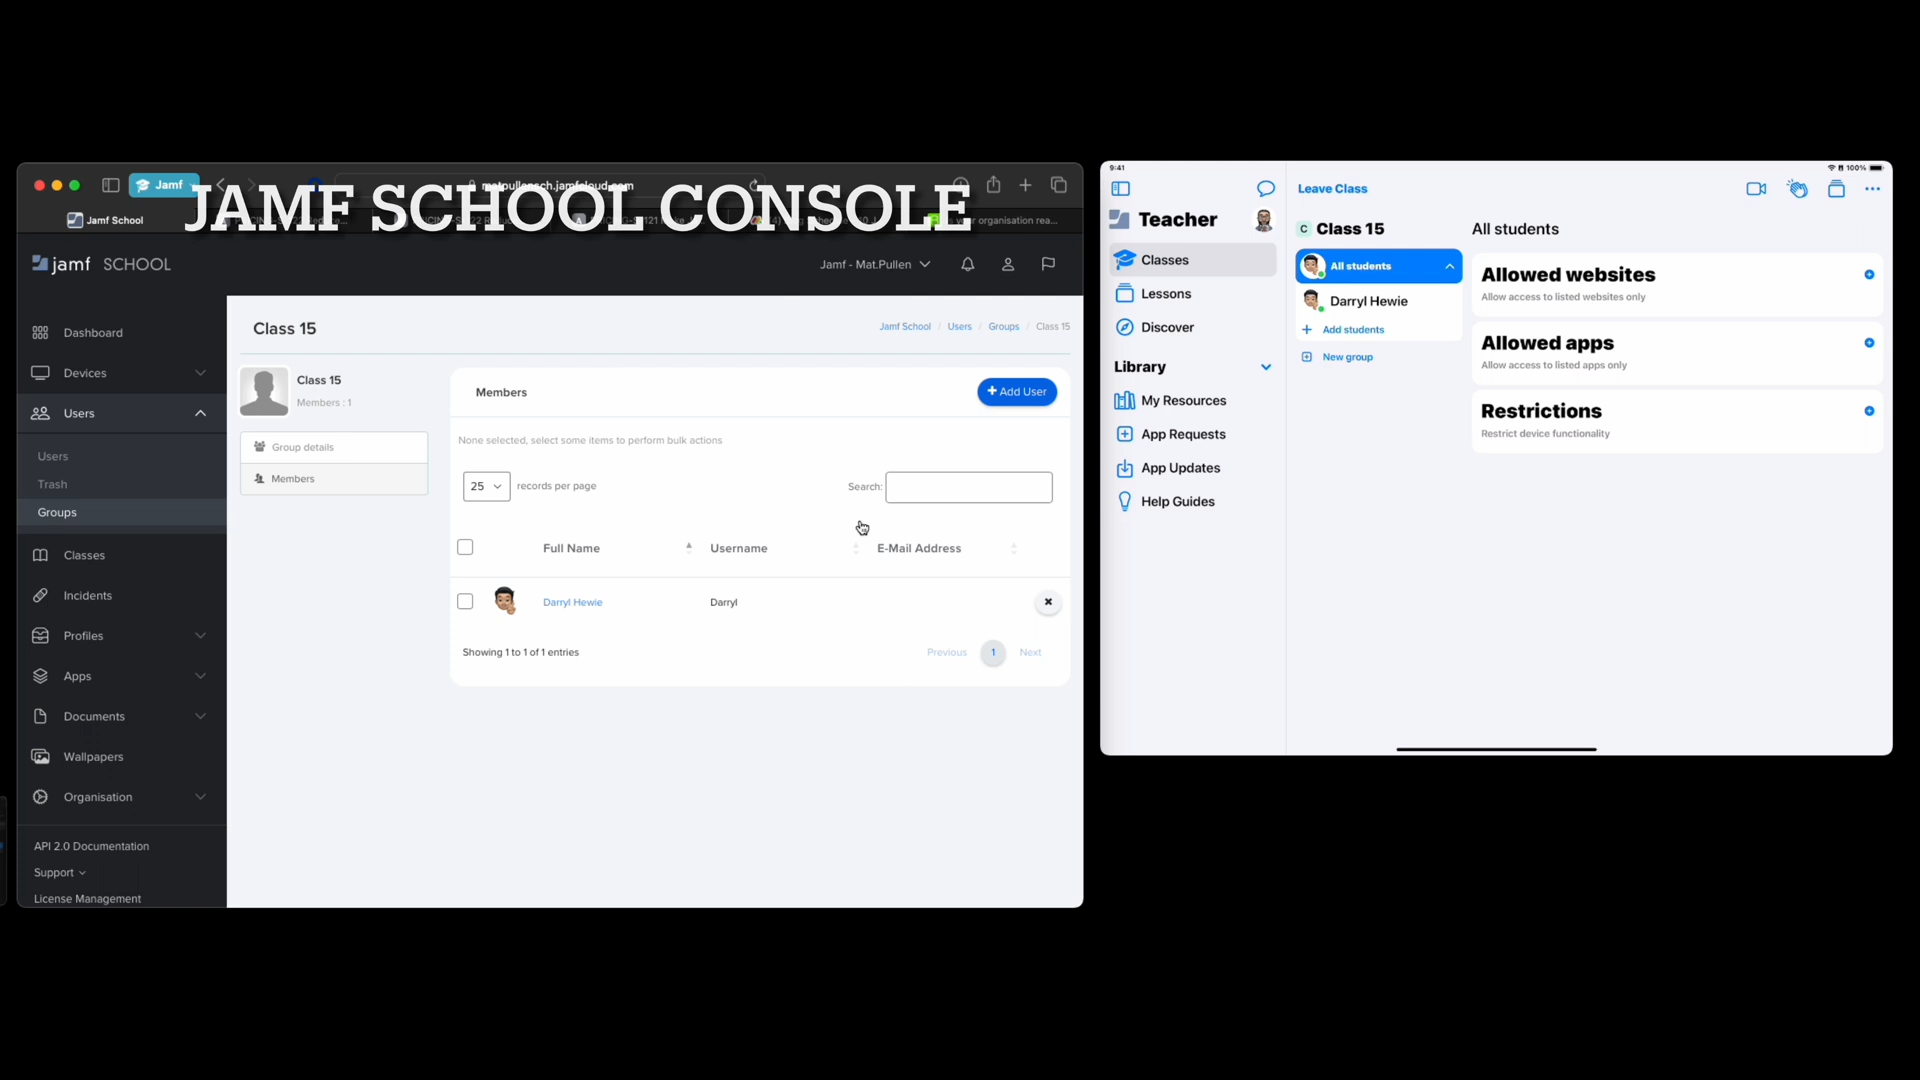 Jamf
matpullensch.jamfcloud.com
JAMF SCHOOL CONSOLE
Jamf School
organisation rea...
jamf SCHOOL
Jamf - Mat.Pullen
Dashboard
Devices
Users
Users
Trash
Groups
Classes
Incidents
Profiles
Apps
Documents
Wallpapers
Organisation
API 2.0 Documentation
Support
License Management
Class 15
Jamf School / Users / Groups / Class 15
Class 15
Members : 1
Group details
Members
Members
+ Add User
None selected, select some items to perform bulk actions
25 records per page
Search:
Full Name Username E-Mail Address
Darryl Hewie Darryl
Showing 1 to 1 of 1 entries
Previous 1 Next
9:41
100%
Teacher
Classes
Lessons
Discover
Library
My Resources
App Requests
App Updates
Help Guides
Leave Class
C Class 15
All students
Darryl Hewie
Add students
New group
All students
Allowed websites
Allow access to listed websites only
Allowed apps
Allow access to listed apps only
Restrictions
Restrict device functionality